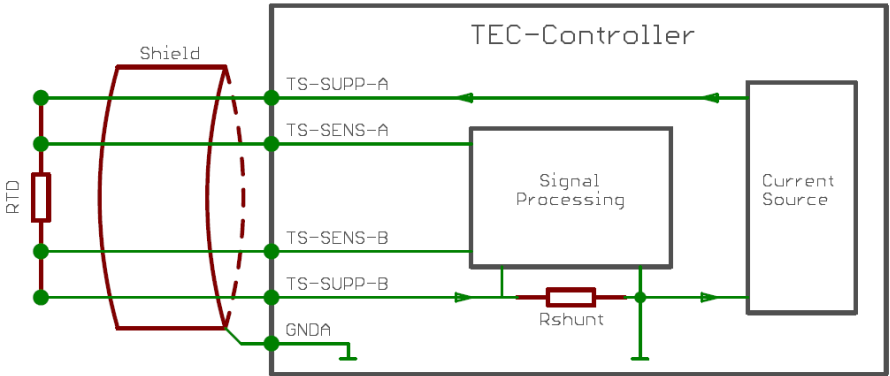 TEC-Controller
Shield
TS-SUPP-A
TS-SENS-A
Signal
Processing
Current
Source
RTD
TS-SENS-B
TS-SUPP-B
Rshunt
GNDA